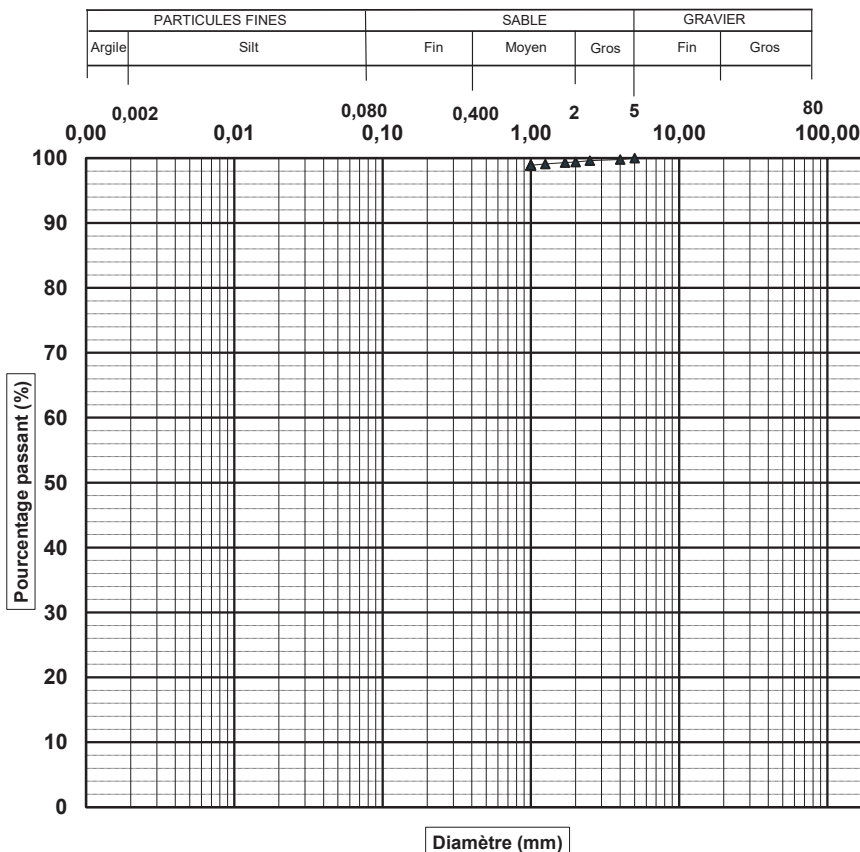 PARTICULES FINES SABLE GRAVIER
Argile Silt Fin Moyen Gros Fin Gros
0,002 0,080 0,400 2 5 80
0,00 0,01 0,10 1,00 10,00 100,00
100
90
80
70
60
50
40
30
20
10
0
Pourcentage passant (%)
Diamètre (mm)